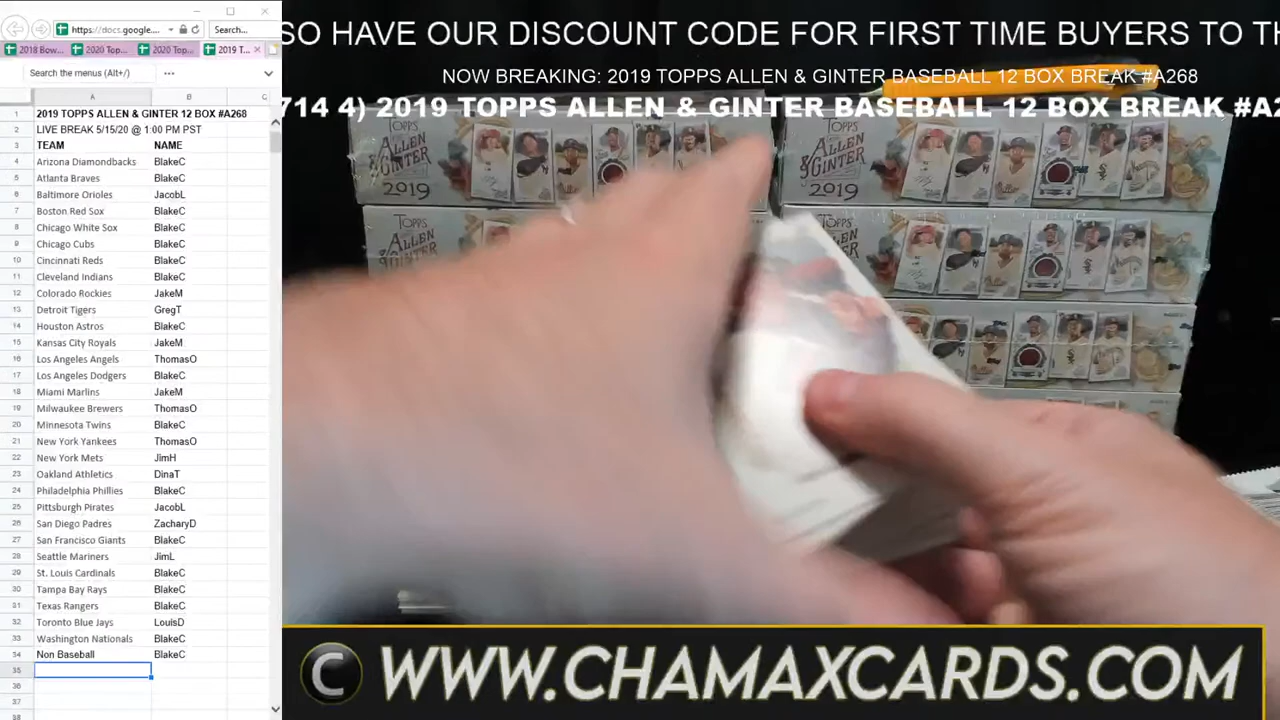 https://docs.google....
Search...
2018 Bow...
2020 Top...
2020 Top...
2019 T...
Search the menus (Alt+/)
A B C
1 2019 TOPPS ALLEN & GINTER 12 BOX #A268
2 LIVE BREAK 5/15/20 @ 1:00 PM PST
3 TEAM NAME
4 Arizona Diamondbacks BlakeC
5 Atlanta Braves BlakeC
6 Baltimore Orioles JacobL
7 Boston Red Sox BlakeC
8 Chicago White Sox BlakeC
9 Chicago Cubs BlakeC
10 Cincinnati Reds BlakeC
11 Cleveland Indians BlakeC
12 Colorado Rockies JakeM
13 Detroit Tigers GregT
14 Houston Astros BlakeC
15 Kansas City Royals JakeM
16 Los Angeles Angels ThomasO
17 Los Angeles Dodgers BlakeC
18 Miami Marlins JakeM
19 Milwaukee Brewers ThomasO
20 Minnesota Twins BlakeC
21 New York Yankees ThomasO
22 New York Mets JimH
23 Oakland Athletics DinaT
24 Philadelphia Phillies BlakeC
25 Pittsburgh Pirates JacobL
26 San Diego Padres ZacharyD
27 San Francisco Giants BlakeC
28 Seattle Mariners JimL
29 St. Louis Cardinals BlakeC
30 Tampa Bay Rays BlakeC
31 Texas Rangers BlakeC
32 Toronto Blue Jays LouisD
33 Washington Nationals BlakeC
34 Non Baseball BlakeC
35
36
37
38
SO HAVE OUR DISCOUNT CODE FOR FIRST TIME BUYERS TO TH
NOW BREAKING: 2019 TOPPS ALLEN & GINTER BASEBALL 12 BOX BREAK #A268
714 4) 2019 TOPPS ALLEN & GINTER BASEBALL 12 BOX BREAK #A2
TOPPS ALLEN & GINTER 2019
TOPPS ALLEN & GINTER 2019
TOPPS ALLEN & GINTER
TOPPS ALLEN & GINTER 2019
C WWW.CHAMAXCARDS.COM